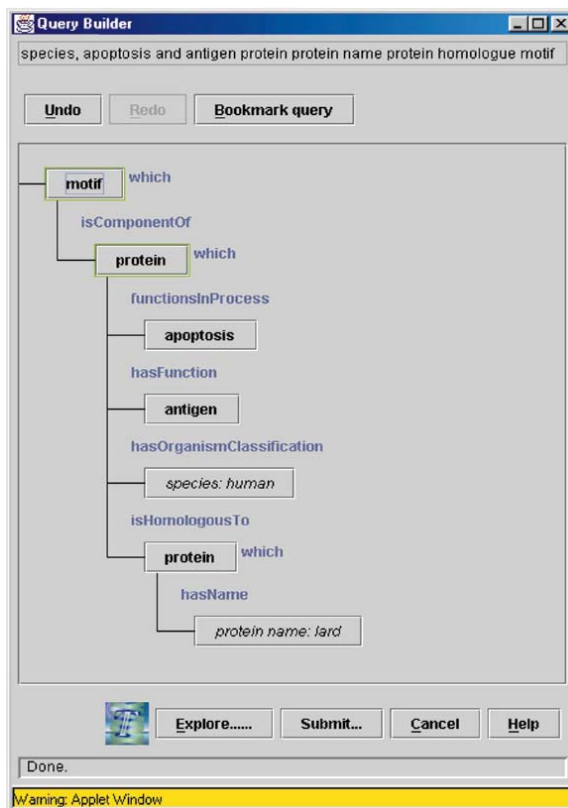 Query Builder
species, apoptosis and antigen protein protein name protein homologue motif
Undo Redo Bookmark query
motif which
isComponentOf
protein which
functionsInProcess
apoptosis
hasFunction
antigen
hasOrganismClassification
species: human
isHomologousTo
protein which
hasName
protein name: lard
T Explore...... Submit... Cancel Help
Done.
Warning: Applet Window